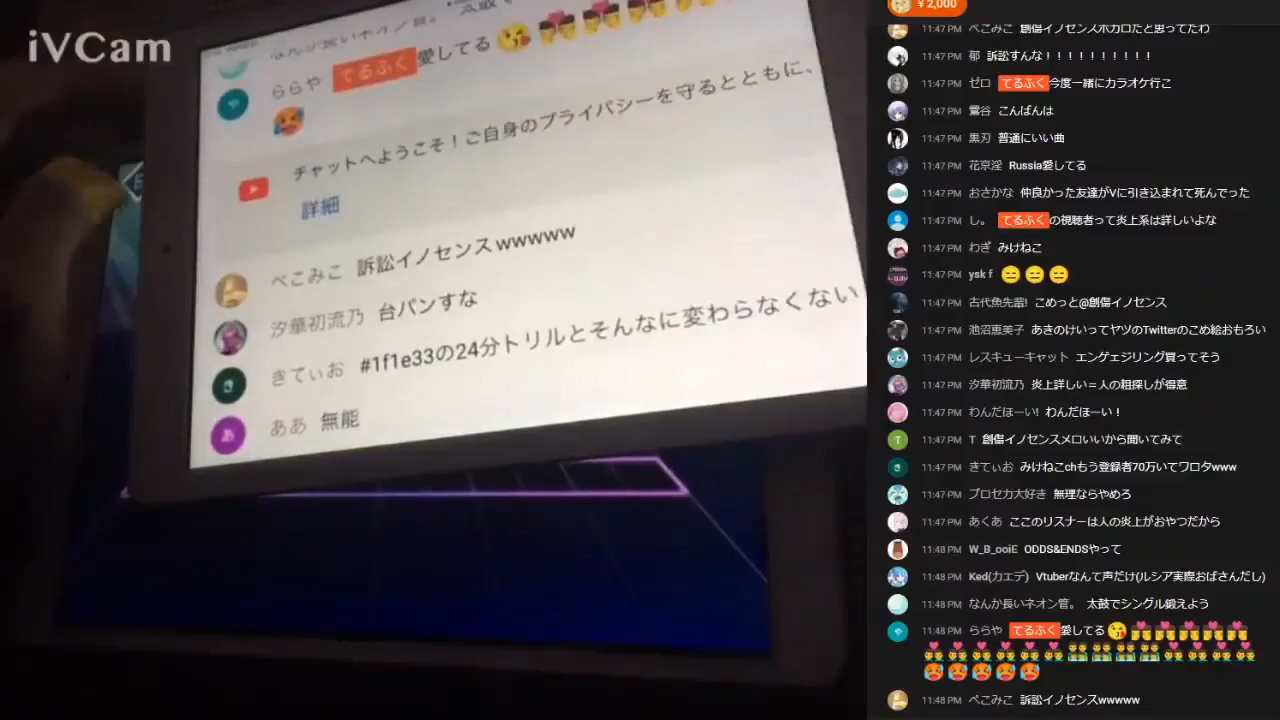 iVCam
ららや てるふく愛してる😘
🥵
チャットへようこそ！ご自身のプライバシーを守るとともに、
詳細
ぺこみこ 訴訟イノセンスwwwww
汐華初流乃 台パンすな
き きてぃお #1f1e33の24分トリルとそんなに変わらなくない
あ ああ 無能
¥ 2,000
11:47 PM ぺこみこ 創傷イノセンスボカロだと思ってたわ
11:47 PM 郁 訴訟すんな！！！！！！！！！！
11:47 PM ゼロ てるふく今度一緒にカラオケ行こ
11:47 PM 鶯谷 こんばんは
11:47 PM 黒刃 普通にいい曲
11:47 PM 花京淫 Russia愛してる
11:47 PM おさかな 仲良かった友達がVに引き込まれて死んでった
11:47 PM し。 てるふくの視聴者って炎上系は詳しいよな
11:47 PM わぎ みけねこ
11:47 PM ysk f 😑😑😑
11:47 PM 古代魚先輩! こめっと@創傷イノセンス
11:47 PM 池沼恵美子 あきのけいってヤツのTwitterのこめ絵おもろい
11:47 PM レスキューキャット エンゲェジリング買ってそう
11:47 PM 汐華初流乃 炎上詳しい＝人の粗探しが得意
11:47 PM わんだほーい! わんだほーい！
T 11:47 PM T 創傷イノセンスメロいいから聞いてみて
き 11:47 PM きてぃお みけねこchもう登録者70万いてワロタwww
11:47 PM プロセカ大好き 無理ならやめろ
11:47 PM あくあ ここのリスナーは人の炎上がおやつだから
11:48 PM W_B_ooiE ODDS&ENDSやって
11:48 PM Ked(カエデ) Vtuberなんて声だけ(ルシア実際おばさんだし)
11:48 PM なんか長いネオン管。 太鼓でシングル鍛えよう
や 11:48 PM ららや てるふく愛してる😘
🥵🥵🥵🥵🥵
11:48 PM ぺこみこ 訴訟イノセンスwwwww